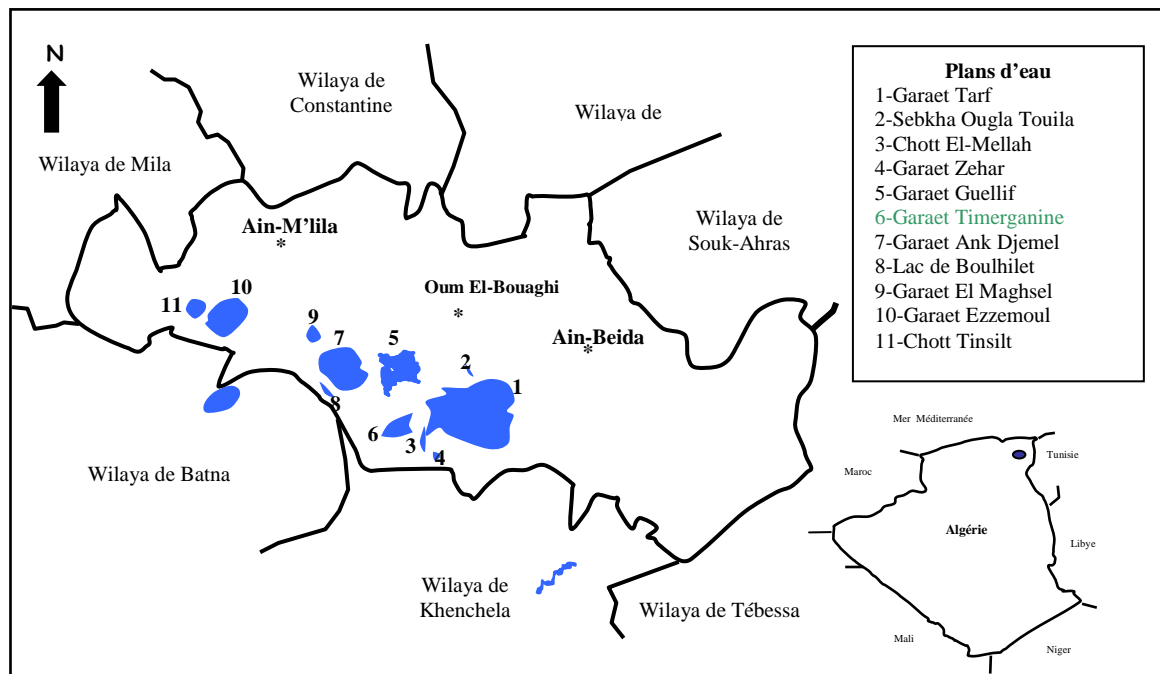 N
Wilaya de
Constantine
Wilaya de
Wilaya de Mila
Wilaya de
Souk-Ahras
Ain-M'lila
*
Oum El-Bouaghi
*
Ain-Beida
*
11
10
9
7
5
2
1
8
6
3
4
Wilaya de Batna
Wilaya de
Khenchela
Wilaya de Tébessa
Plans d'eau
1-Garaet Tarf
2-Sebkha Ougla Touila
3-Chott El-Mellah
4-Garaet Zehar
5-Garaet Guellif
6-Garaet Timerganine
7-Garaet Ank Djemel
8-Lac de Boulhilet
9-Garaet El Maghsel
10-Garaet Ezzemoul
11-Chott Tinsilt
Mer Méditerranée
Tunisie
Maroc
Algérie
Libye
Mali
Niger